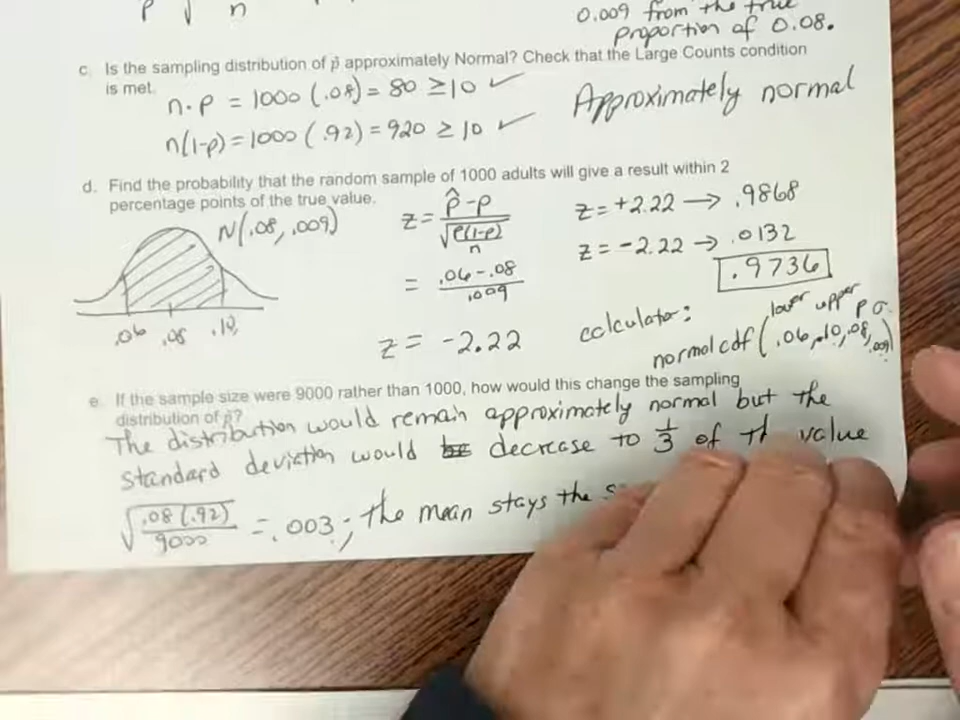 n
0.009 from the true
proportion of 0.08.
c. Is the sampling distribution of p̂ approximately Normal? Check that the Large Counts condition
is met.
n·p = 1000 (.08) = 80 ≥10 ✓
Approximately normal
n(1-p) = 1000 (.92) = 920 ≥ 10 ✓
d. Find the probability that the random sample of 1000 adults will give a result within 2
percentage points of the true value.
N(.08, .009)
z = p̂ - p / √p(1-p)/n
z = +2.22 → .9868
z = -2.22 → .0132
= .06 - .08 / .009
.9736
.06 .08 .10
z = -2.22
calculator:
lower upper p σ
normalcdf (.06, .10, .08, .009)
e. If the sample size were 9000 rather than 1000, how would this change the sampling
distribution of p̂?
The distribution would remain approximately normal but the
standard deviation would be decrease to 1/3 of th value
√.08 (.92)/9000 = .003; the mean stays the